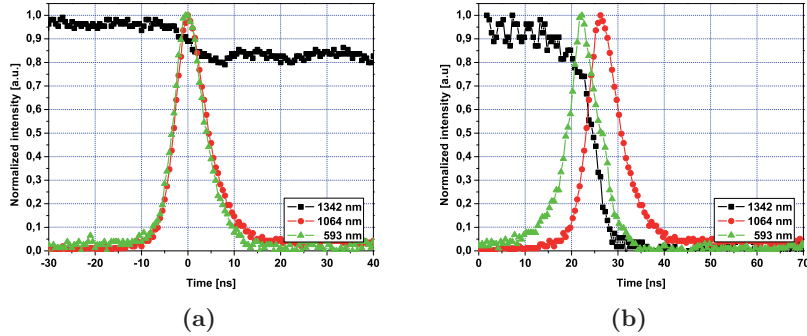 1,0
0,9
0,8
0,7
0,6
0,5
0,4
0,3
0,2
0,1
0,0
Normalized intensity [a.u.]
1342 nm
1064 nm
593 nm
-30 -20 -10 0 10 20 30 40
Time [ns]
(a)
1,0
0,9
0,8
0,7
0,6
0,5
0,4
0,3
0,2
0,1
0,0
Normalized intensity [a.u]
1342 nm
1064 nm
593 nm
0 10 20 30 40 50 60 70
Time [ns]
(b)